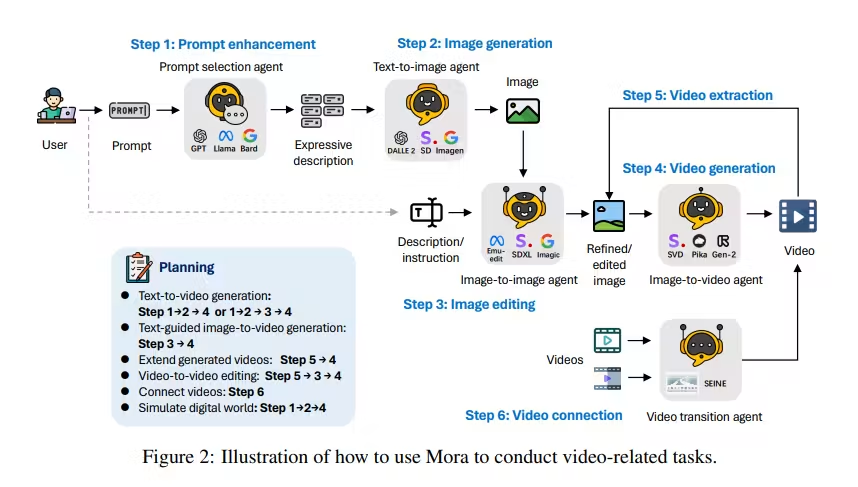 Step 1: Prompt enhancement
Step 2: Image generation
Prompt selection agent
Text-to-image agent
Image
Step 5: Video extraction
PROMPT
GPT Llama Bard
DALLE 2 SD Imagen
User
Prompt
Expressive
description
Step 4: Video generation
T
Emu-
edit SDXL Imagic
SVD Pika Gen-2
Description/
instruction
Refined/
edited
image
Video
Image-to-image agent
Image-to-video agent
Step 3: Image editing
Planning
● Text-to-video generation:
Step 1→2 → 4 or 1→2 → 3 → 4
● Text-guided image-to-video generation:
Step 3 → 4
● Extend generated videos: Step 5 → 4
● Video-to-video editing: Step 5 → 3 → 4
● Connect videos: Step 6
● Simulate digital world: Step 1→2→4
Videos
SEINE
Step 6: Video connection
Video transition agent
Figure 2: Illustration of how to use Mora to conduct video-related tasks.